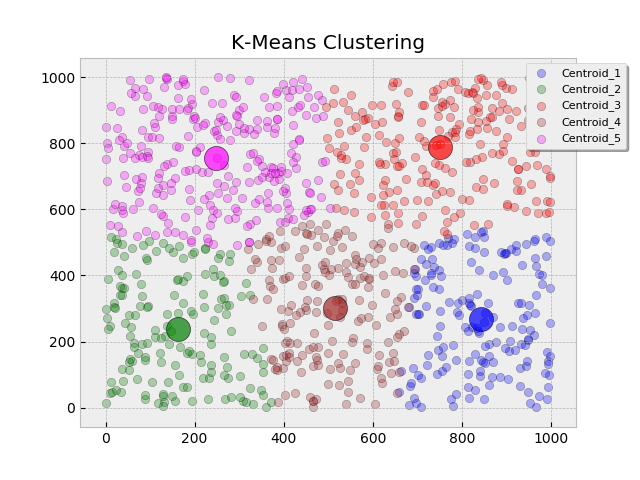 K-Means Clustering
Centroid_1
Centroid_2
Centroid_3
Centroid_4
Centroid_5
1000
800
600
400
200
0
0 200 400 600 800 1000